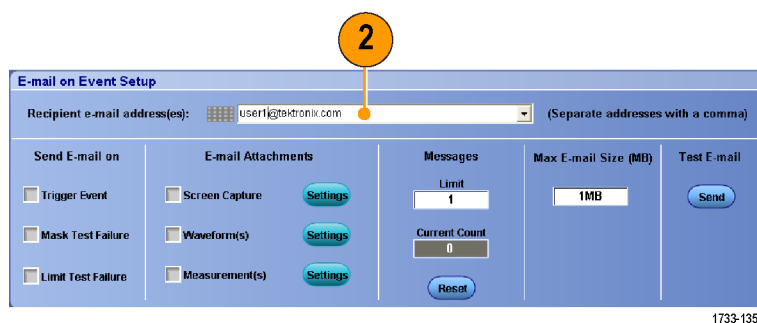 2
E-mail on Event Setup
Recipient e-mail address(es): user1@tektronix.com (Separate addresses with a comma)
Send E-mail on E-mail Attachments Messages Max E-mail Size (MB) Test E-mail
Limit
Trigger Event Screen Capture Settings 1 1MB Send
Mask Test Failure Waveform(s) Settings Current Count
0
Limit Test Failure Measurement(s) Settings Reset
1733-135